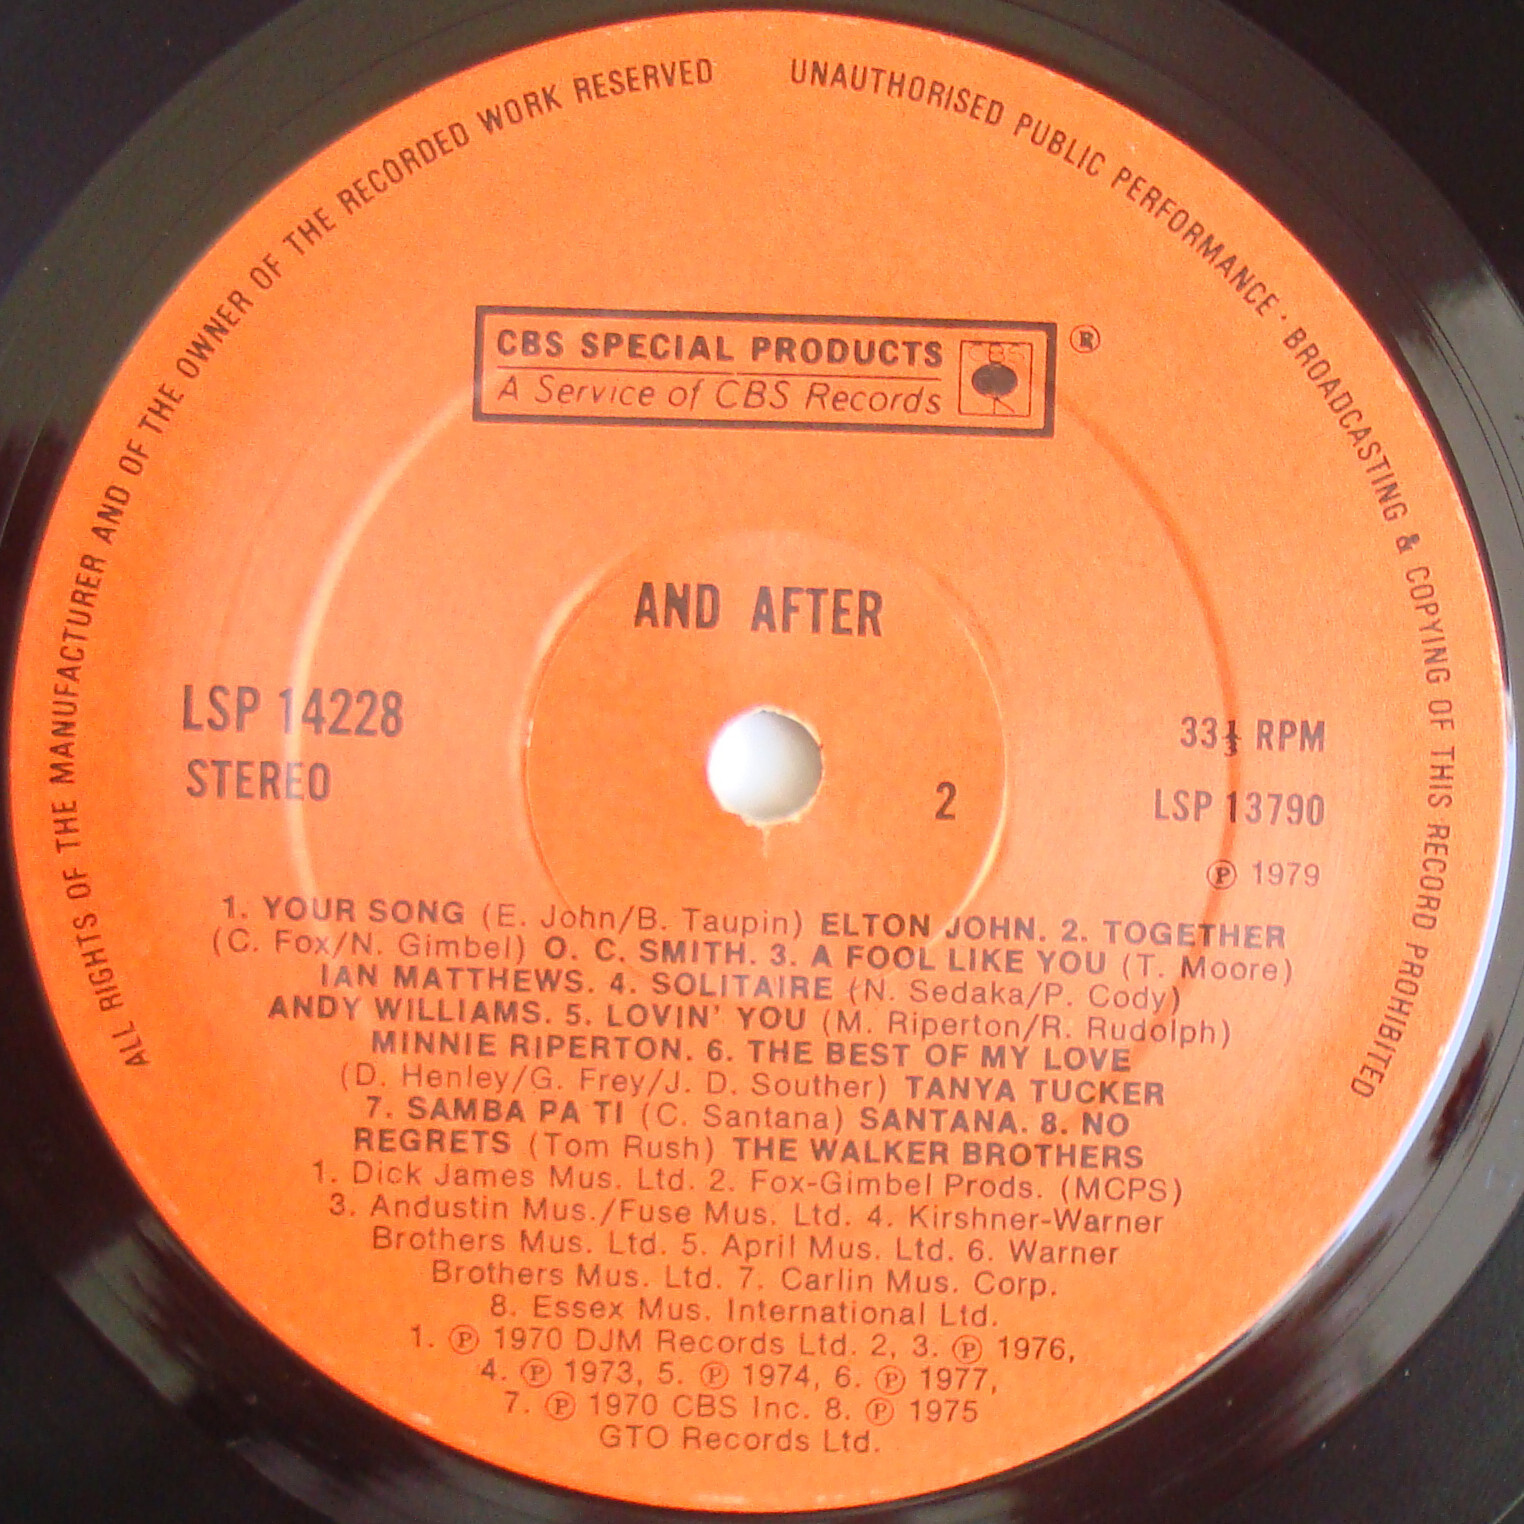 ALL RIGHTS OF THE MANUFACTURER AND OF THE OWNER OF THE RECORDED WORK RESERVED
UNAUTHORISED PUBLIC PERFORMANCE · BROADCASTING & COPYING OF THIS RECORD PROHIBITED
CBS SPECIAL PRODUCTS
A Service of CBS Records
CBS
®
AND AFTER
LSP 14228
STEREO
33⅓ RPM
2
LSP 13790
℗ 1979
1. YOUR SONG (E. John/B. Taupin) ELTON JOHN. 2. TOGETHER
(C. Fox/N. Gimbel) O. C. SMITH. 3. A FOOL LIKE YOU (T. Moore)
IAN MATTHEWS. 4. SOLITAIRE (N. Sedaka/P. Cody)
ANDY WILLIAMS. 5. LOVIN' YOU (M. Riperton/R. Rudolph)
MINNIE RIPERTON. 6. THE BEST OF MY LOVE
(D. Henley/G. Frey/J. D. Souther) TANYA TUCKER
7. SAMBA PA TI (C. Santana) SANTANA. 8. NO
REGRETS (Tom Rush) THE WALKER BROTHERS
1. Dick James Mus. Ltd. 2. Fox-Gimbel Prods. (MCPS)
3. Andustin Mus./Fuse Mus. Ltd. 4. Kirshner-Warner
Brothers Mus. Ltd. 5. April Mus. Ltd. 6. Warner
Brothers Mus. Ltd. 7. Carlin Mus. Corp.
8. Essex Mus. International Ltd.
1. ℗ 1970 DJM Records Ltd. 2, 3. ℗ 1976,
4. ℗ 1973, 5. ℗ 1974, 6. ℗ 1977,
7. ℗ 1970 CBS Inc. 8. ℗ 1975
GTO Records Ltd.